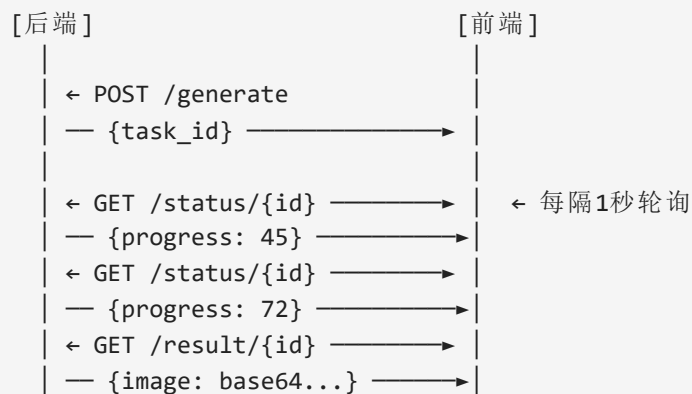 [后端] [前端]
← POST /generate
── {task_id} ──────────────►
← GET /status/{id} ─────────► ← 每隔1秒轮询
── {progress: 45} ──────────►
← GET /status/{id} ─────────►
── {progress: 72} ──────────►
← GET /result/{id} ─────────►
── {image: base64...} ──────►